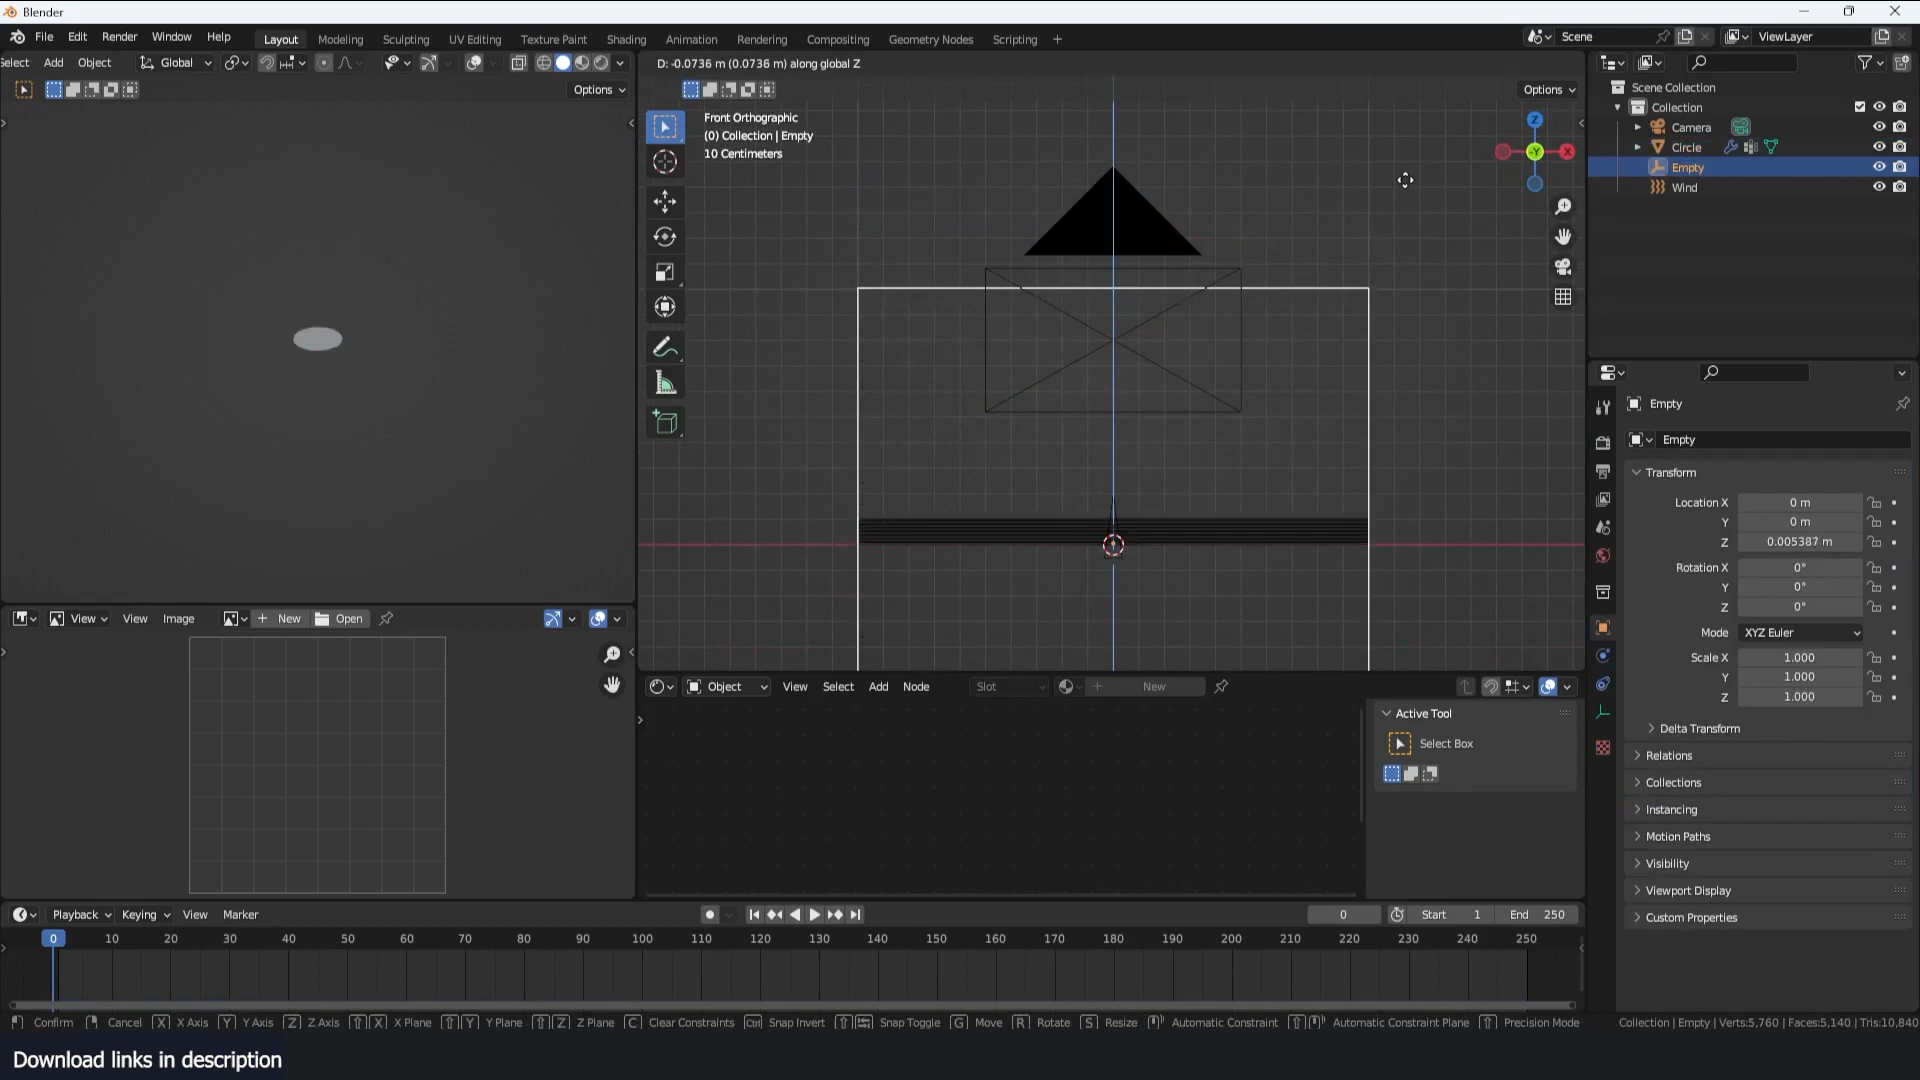 Blender
File Edit Render Window Help Layout Modeling Sculpting UV Editing Texture Paint Shading Animation Rendering Compositing Geometry Nodes Scripting + Scene ViewLayer
Select Add Object Global
Options
D: -0.0736 m (0.0736 m) along global Z
Options
Front Orthographic
(0) Collection | Empty
10 Centimeters
Z
-Y
X
Scene Collection
Collection
Camera
Circle
Empty
Wind
Empty
Empty
Transform
Location X 0 m
Y 0 m
Z 0.005387 m
Rotation X 0°
Y 0°
Z 0°
Mode XYZ Euler
Scale X 1.000
Y 1.000
Z 1.000
Delta Transform
Relations
Collections
Instancing
Motion Paths
Visibility
Viewport Display
Custom Properties
View View Image + New Open
Object View Select Add Node Slot + New
Active Tool
Select Box
Playback Keying View Marker 0 Start 1 End 250
0 10 20 30 40 50 60 70 80 90 100 110 120 130 140 150 160 170 180 190 200 210 220 230 240 250
Confirm Cancel X X Axis Y Y Axis Z Z Axis X X Plane Y Y Plane Z Z Plane C Clear Constraints Ctrl Snap Invert Snap Toggle G Move R Rotate S Resize Automatic Constraint Automatic Constraint Plane Precision Mode Collection | Empty | Verts:5,760 | Faces:5,140 | Tris:10,840
Download links in description